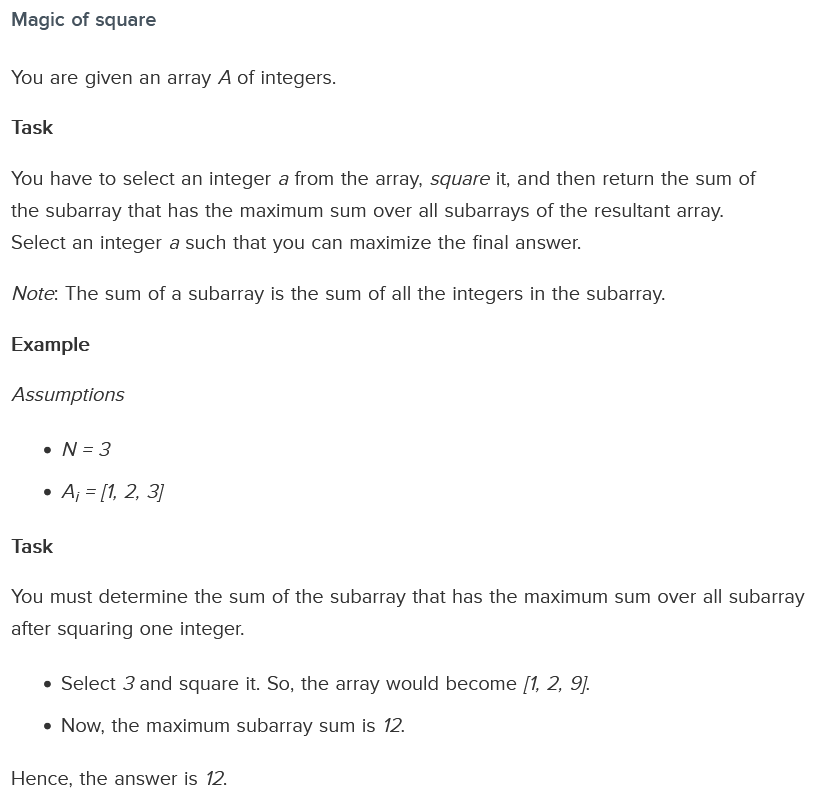 Magic of square
You are given an array A of integers.
Task
You have to select an integer a from the array, square it, and then return the sum of
the subarray that has the maximum sum over all subarrays of the resultant array.
Select an integer a such that you can maximize the final answer.
Note: The sum of a subarray is the sum of all the integers in the subarray.
Example
Assumptions
• N = 3
• Aᵢ = [1, 2, 3]
Task
You must determine the sum of the subarray that has the maximum sum over all subarray
after squaring one integer.
• Select 3 and square it. So, the array would become [1, 2, 9].
• Now, the maximum subarray sum is 12.
Hence, the answer is 12.